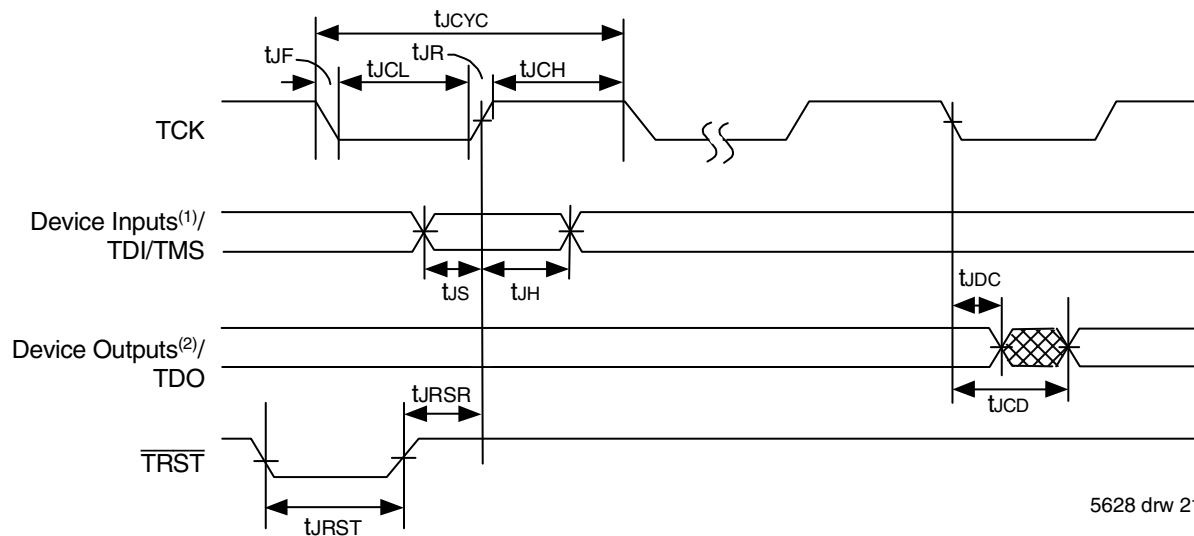 tJCYC
tJF
tJR
tJCL
tJCH
TCK
Device Inputs(1)/
TDI/TMS
tJS
tJH
tJDC
Device Outputs(2)/
TDO
tJRSR
tJCD
TRST
tJRST
5628 drw 21